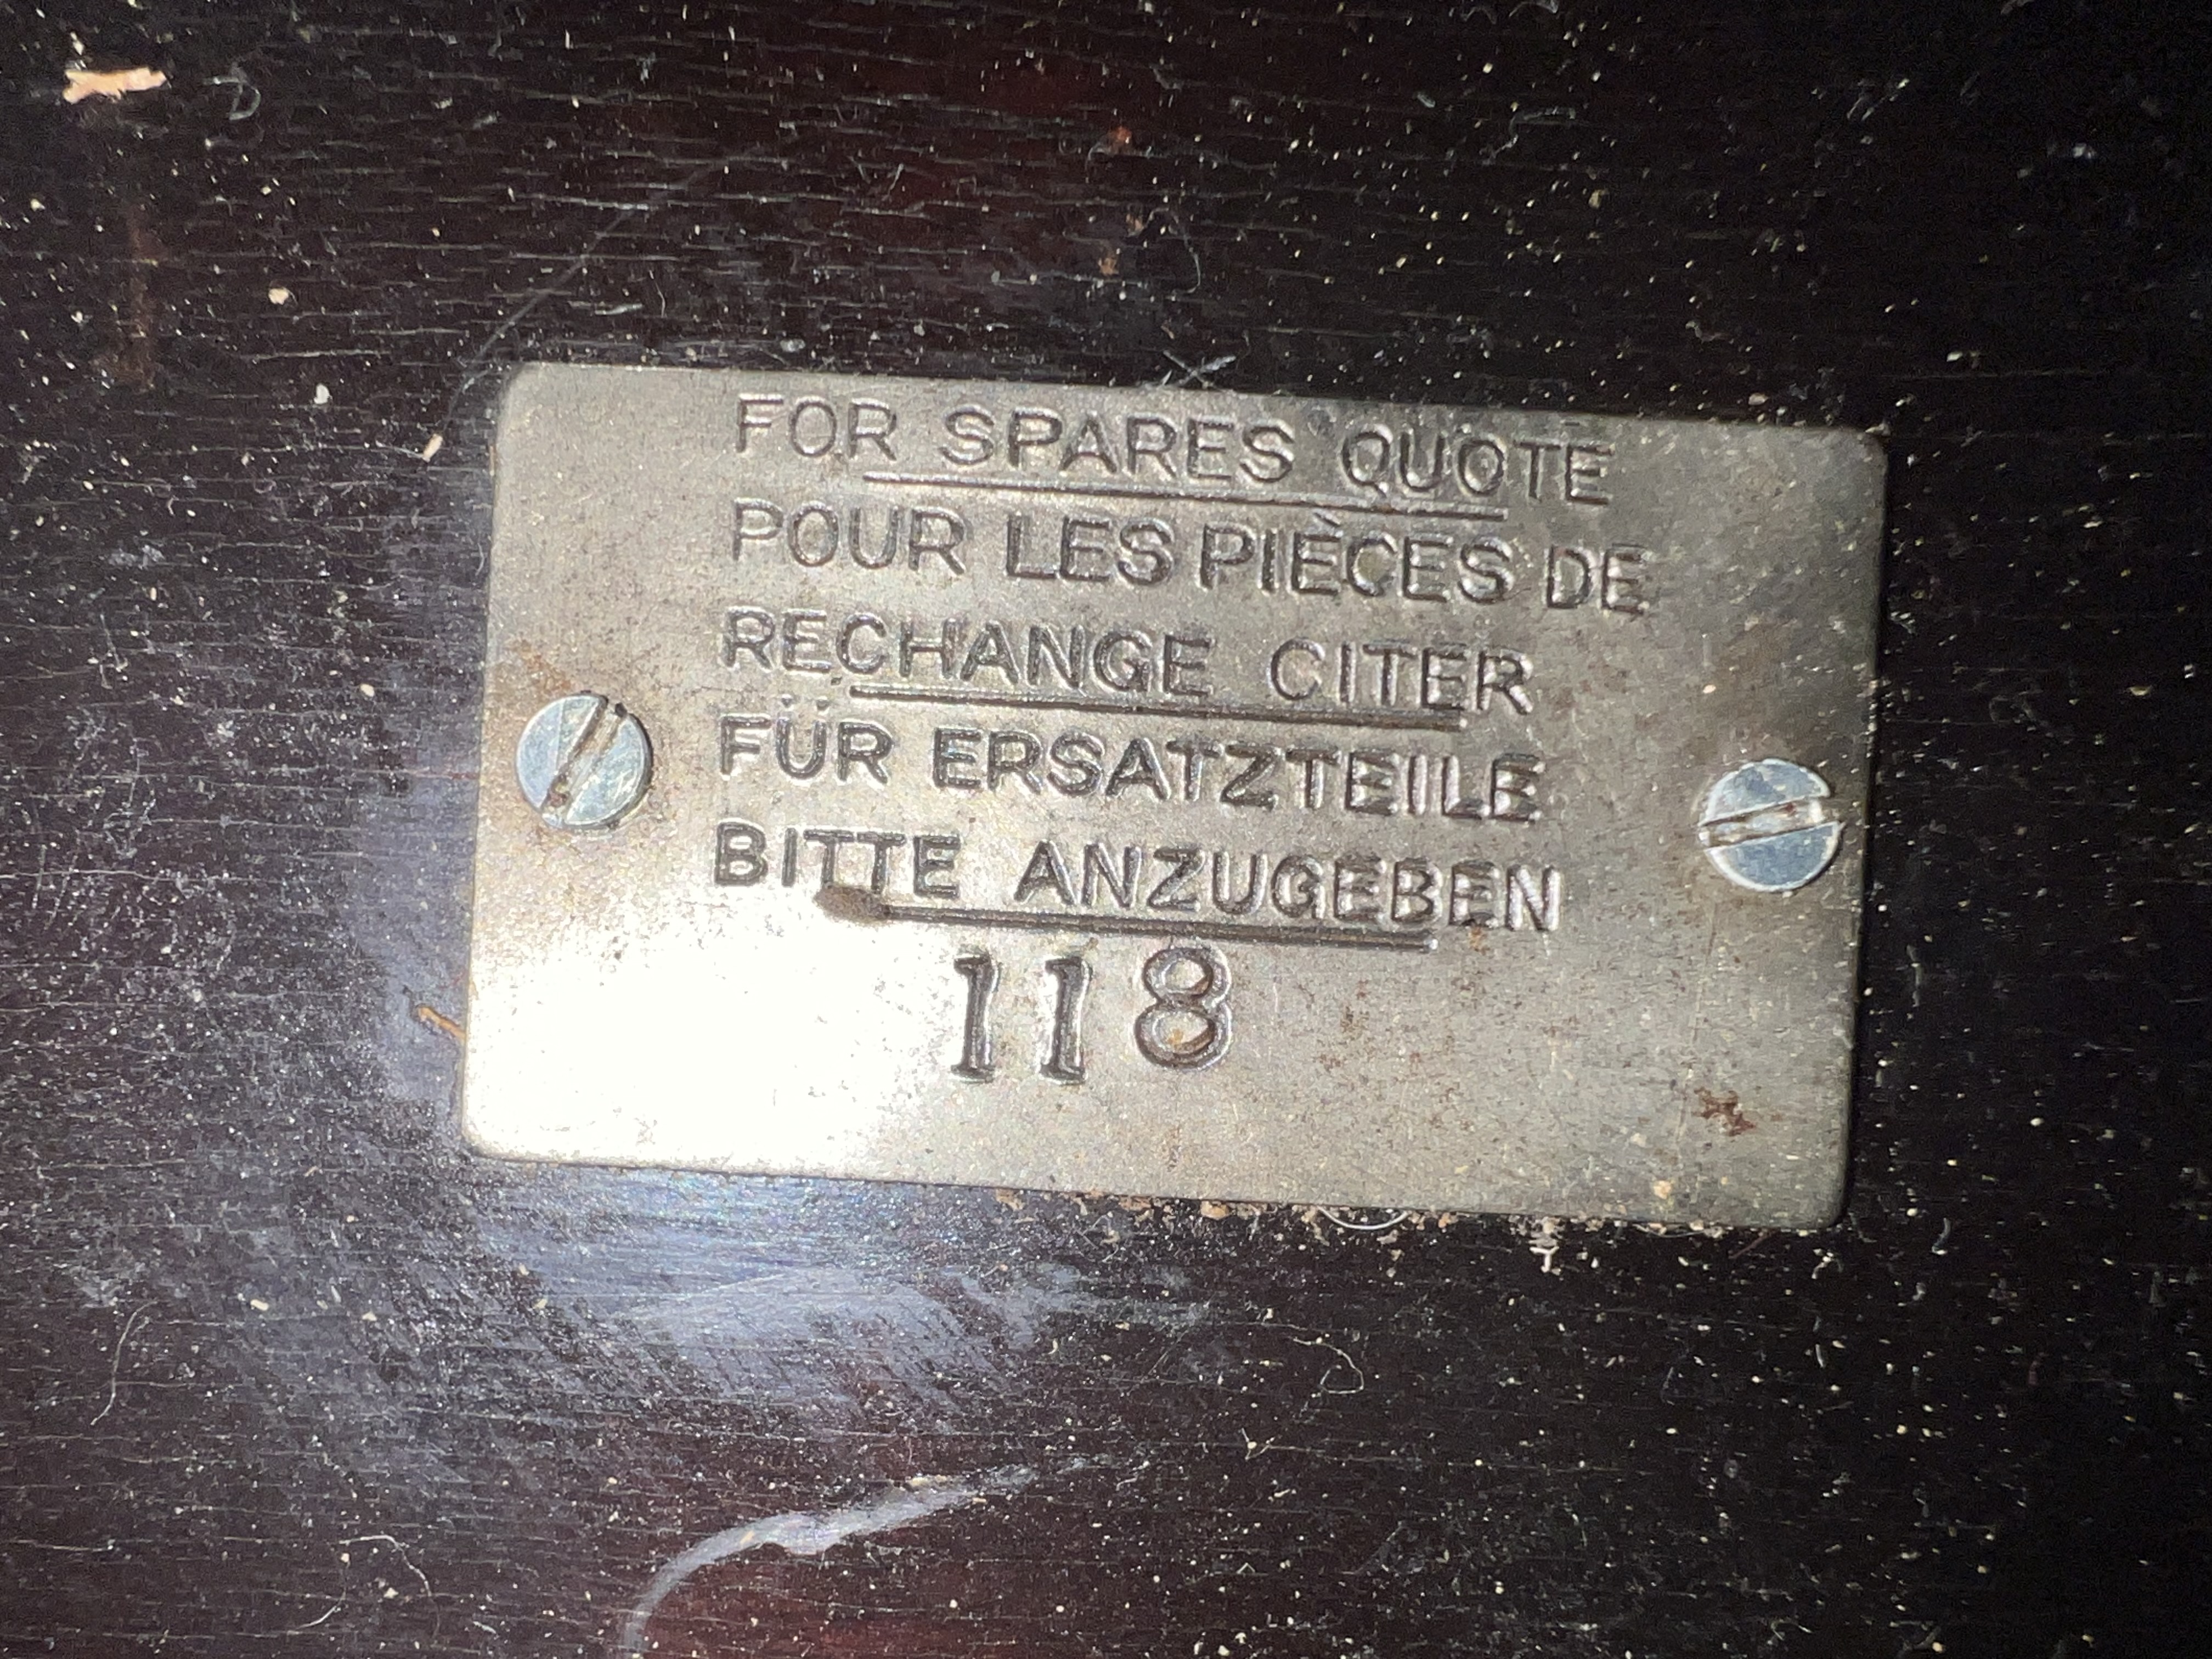 FOR SPARES QUOTE
POUR LES PIÈCES DE
RECHANGE CITER
FÜR ERSATZTEILE
BITTE ANZUGEBEN
118